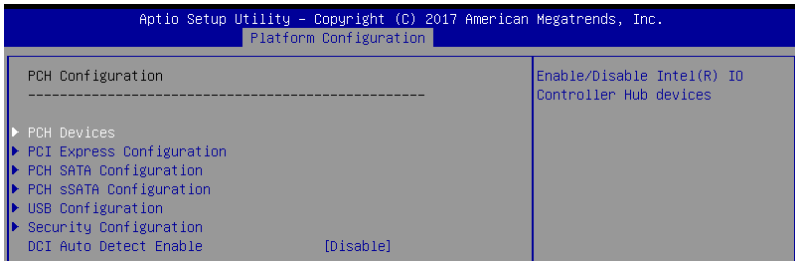 Aptio Setup Utility – Copyright (C) 2017 American Megatrends, Inc.
Platform Configuration
PCH Configuration
--------------------------------------------------
Enable/Disable Intel(R) IO
Controller Hub devices
PCH Devices
PCI Express Configuration
PCH SATA Configuration
PCH sSATA Configuration
USB Configuration
Security Configuration
DCI Auto Detect Enable [Disable]